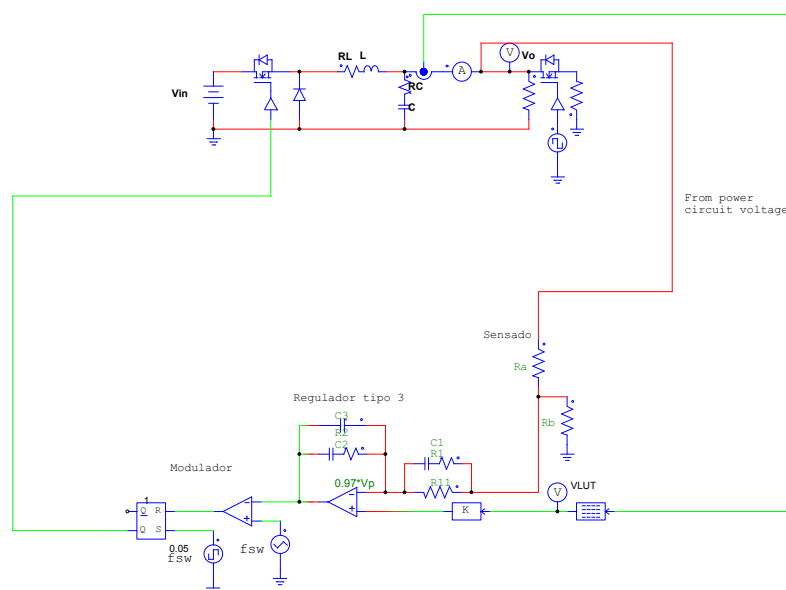 RL L
Vo
V
A
Vin
RC
C
From power
circuit voltage
Sensado
Ra
Rb
Regulador tipo 3
C3
R2
C2
C1
R1
R11
0.97*Vp
Modulador
V VLUT
K
1
Q R
Q S
0.05
fsw
fsw